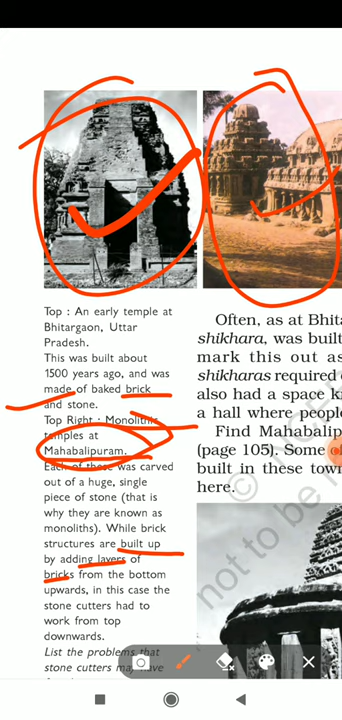 Top : An early temple at
Bhitargaon, Uttar
Pradesh.
This was built about
1500 years ago, and was
made of baked brick
and stone.
Top Right : Monolithic
temples at
Mahabalipuram.
Each of these was carved
out of a huge, single
piece of stone (that is
why they are known as
monoliths). While brick
structures are built up
by adding layers of
bricks from the bottom
upwards, in this case the
stone cutters had to
work from top
downwards.
List the problems that
stone cutters may have
Often, as at Bhita
shikhara, was built
mark this out as
shikharas required
also had a space k
a hall where people
Find Mahabalip
(page 105). Some of
built in these town
here.
not to be